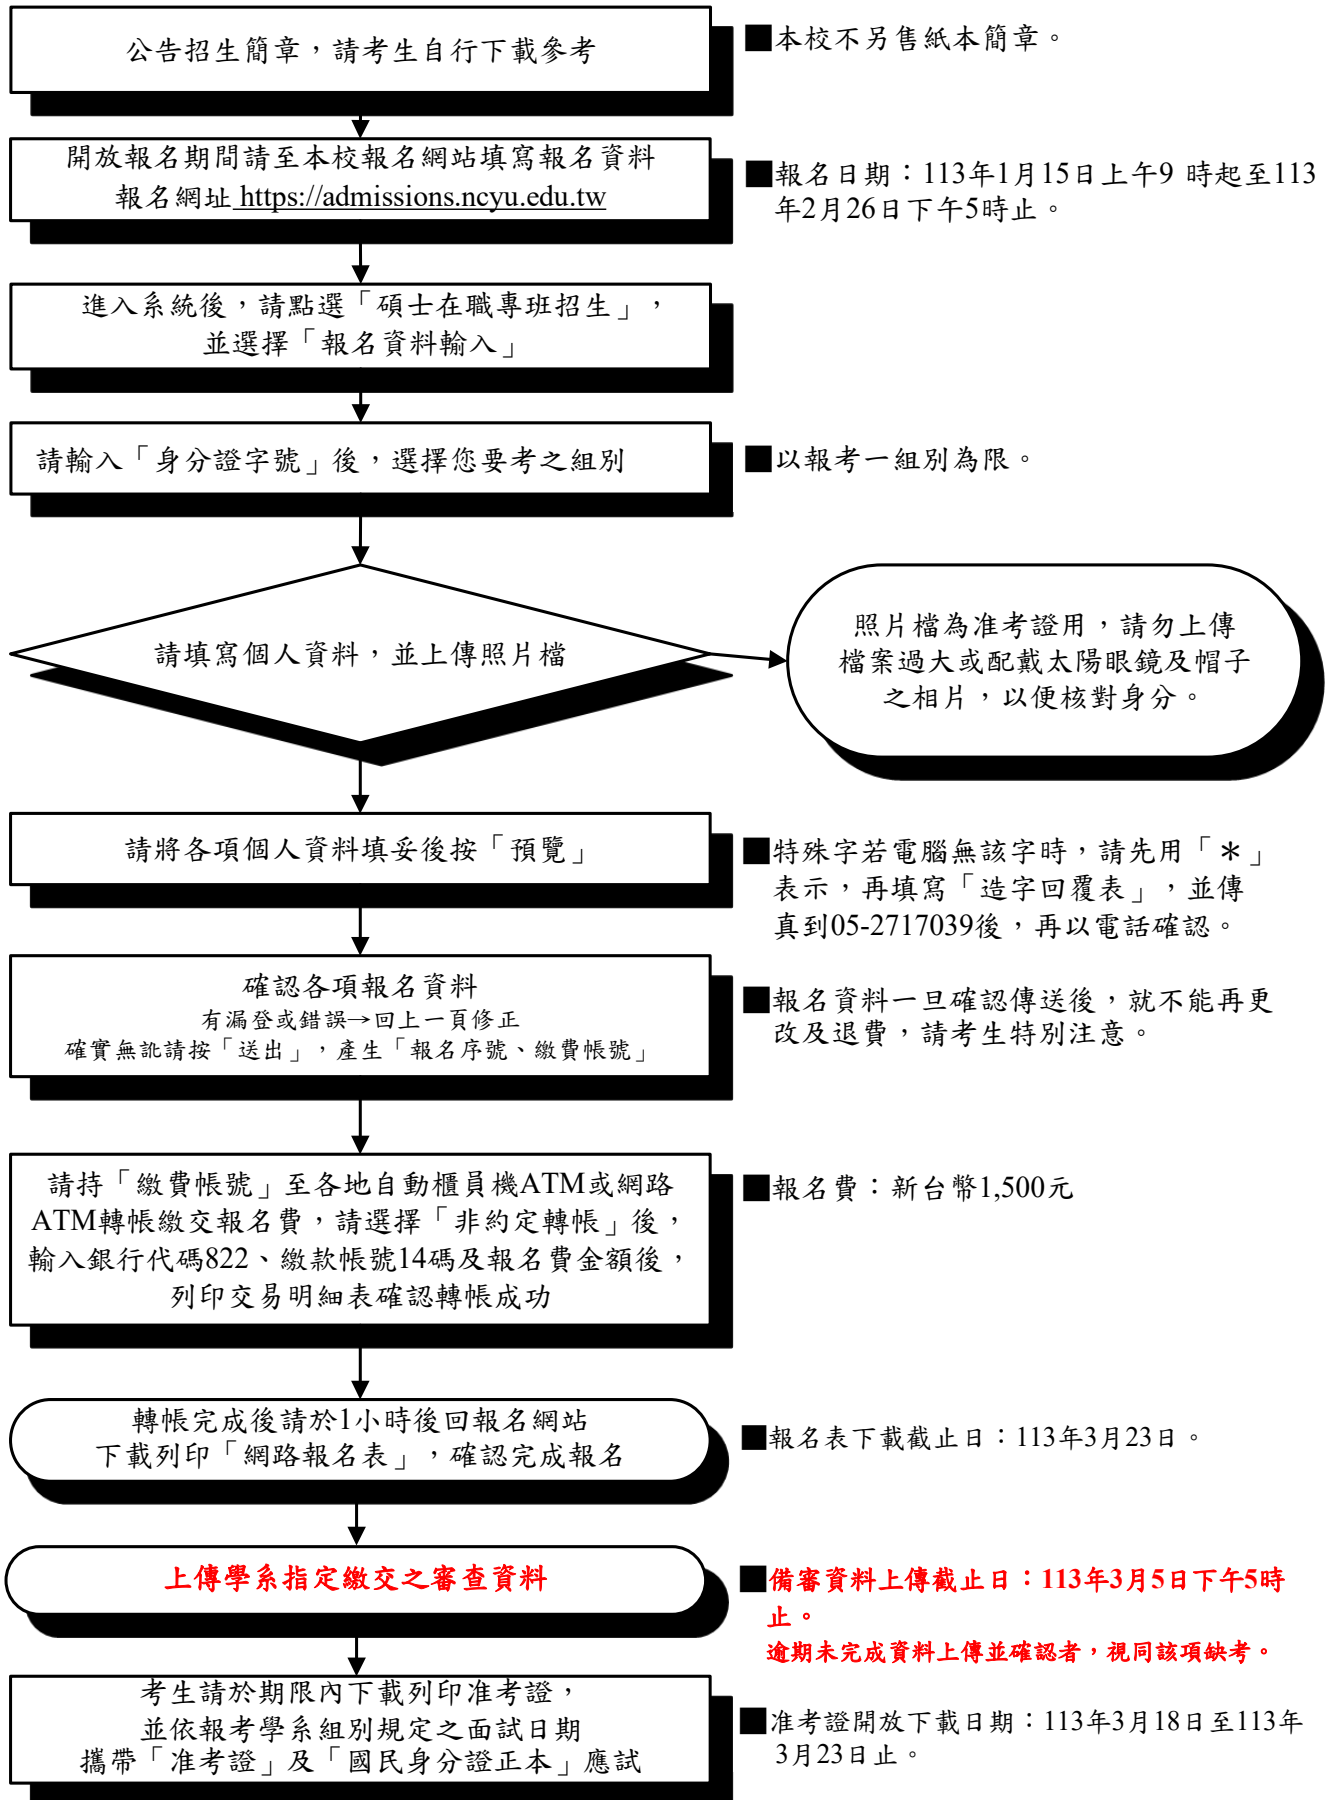 公告招生簡章，請考生自行下載參考
■本校不另售紙本簡章。
開放報名期間請至本校報名網站填寫報名資料
報名網址 https://admissions.ncyu.edu.tw
■報名日期：113年1月15日上午9 時起至113
年2月26日下午5時止。
進入系統後，請點選「碩士在職專班招生」，
並選擇「報名資料輸入」
請輸入「身分證字號」後，選擇您要考之組別
■以報考一組別為限。
請填寫個人資料，並上傳照片檔
照片檔為准考證用，請勿上傳
檔案過大或配戴太陽眼鏡及帽子
之相片，以便核對身分。
請將各項個人資料填妥後按「預覽」
■特殊字若電腦無該字時，請先用「＊」
表示，再填寫「造字回覆表」，並傳
真到05-2717039後，再以電話確認。
確認各項報名資料
有漏登或錯誤→回上一頁修正
確實無訛請按「送出」，產生「報名序號、繳費帳號」
■報名資料一旦確認傳送後，就不能再更
改及退費，請考生特別注意。
請持「繳費帳號」至各地自動櫃員機ATM或網路
ATM轉帳繳交報名費，請選擇「非約定轉帳」後，
輸入銀行代碼822、繳款帳號14碼及報名費金額後，
列印交易明細表確認轉帳成功
■報名費：新台幣1,500元
轉帳完成後請於1小時後回報名網站
下載列印「網路報名表」，確認完成報名
■報名表下載截止日：113年3月23日。
上傳學系指定繳交之審查資料
■備審資料上傳截止日：113年3月5日下午5時
止。
逾期未完成資料上傳並確認者，視同該項缺考。
考生請於期限內下載列印准考證，
並依報考學系組別規定之面試日期
攜帶「准考證」及「國民身分證正本」應試
■准考證開放下載日期：113年3月18日至113年
3月23日止。